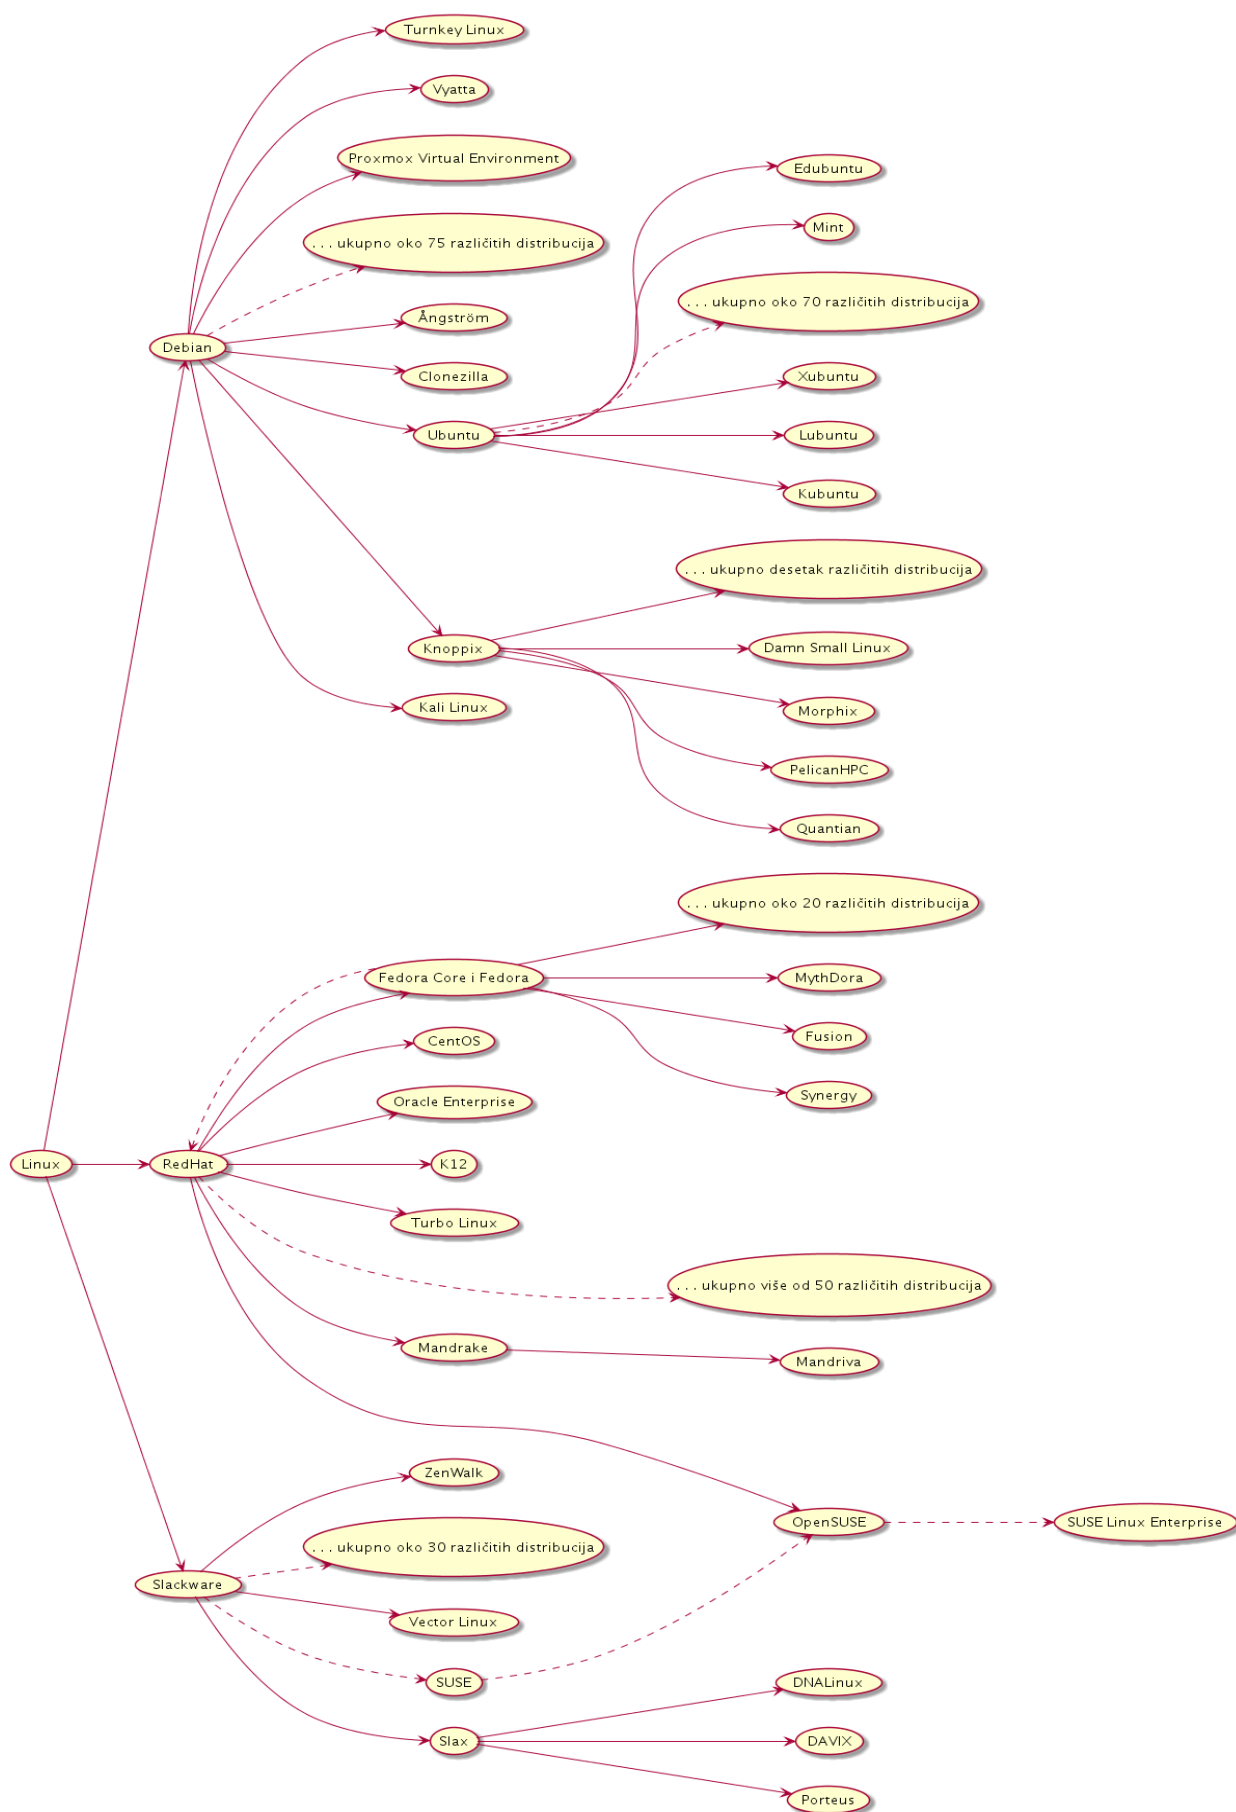 Turnkey Linux
Vyatta
Proxmox Virtual Environment
Edubuntu
Mint
. . . ukupno oko 75 različitih distribucija
. . . ukupno oko 70 različitih distribucija
Ångström
Debian
Clonezilla
Xubuntu
Ubuntu
Lubuntu
Kubuntu
. . . ukupno desetak različitih distribucija
Knoppix
Damn Small Linux
Kali Linux
Morphix
PelicanHPC
Quantian
. . . ukupno oko 20 različitih distribucija
Fedora Core i Fedora
MythDora
CentOS
Fusion
Oracle Enterprise
Synergy
Linux
RedHat
K12
Turbo Linux
. . . ukupno više od 50 različitih distribucija
Mandrake
Mandriva
ZenWalk
OpenSUSE
SUSE Linux Enterprise
. . . ukupno oko 30 različitih distribucija
Slackware
Vector Linux
SUSE
DNALinux
Slax
DAVIX
Porteus